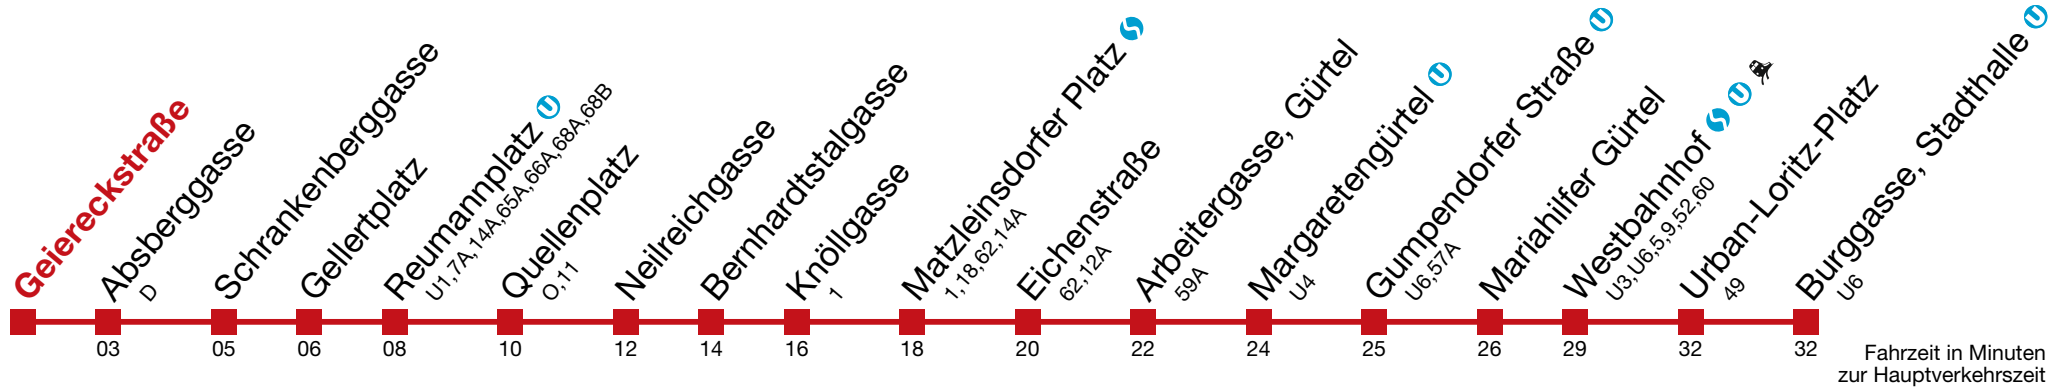 Geiereckstraße
Absberggasse
D
03
Schrankenberggasse
05
Gellertplatz
06
Reumannplatz U
U1,7A,14A,65A,66A,68A,68B
08
Quellenplatz
O,11
10
Neilreichgasse
12
Bernhardtstalgasse
14
Knöllgasse
1
16
Matzleinsdorfer Platz S
1,18,62,14A
18
Eichenstraße
62,12A
20
Arbeitergasse, Gürtel
59A
22
Margaretengürtel U
U4
24
Gumpendorfer Straße U
U6,57A
25
Mariahilfer Gürtel
26
Westbahnhof S U
U3,U6,5,9,52,60
29
Urban-Loritz-Platz
49
32
Burggasse, Stadthalle U
U6
32
Fahrzeit in Minuten
zur Hauptverkehrszeit